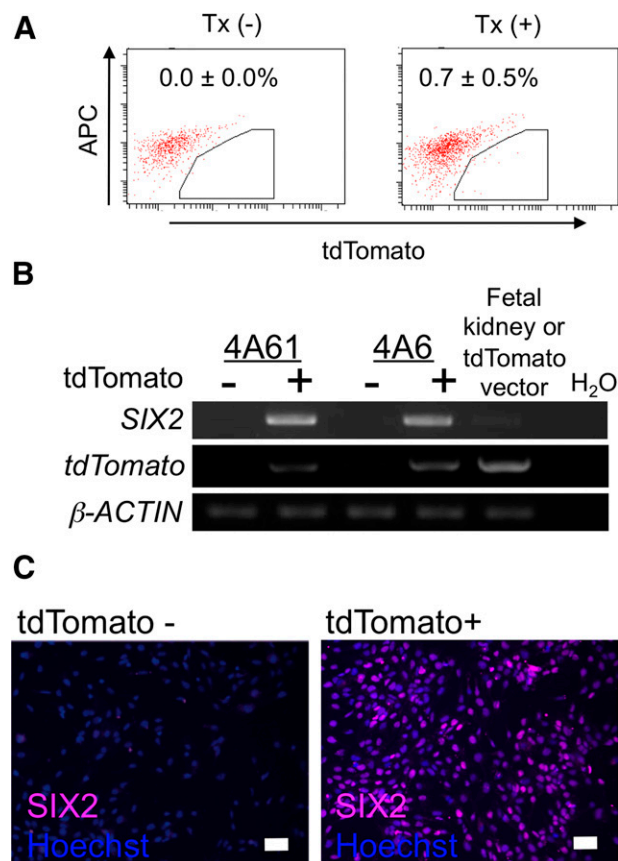 A
Tx (-)
Tx (+)
0.0 ± 0.0%
0.7 ± 0.5%
APC
tdTomato
B
Fetal
kidney or
tdTomato
vector
4A61
4A6
H₂O
tdTomato - + - +
SIX2
tdTomato
β-ACTIN
C
tdTomato -
tdTomato+
SIX2
Hoechst
SIX2
Hoechst